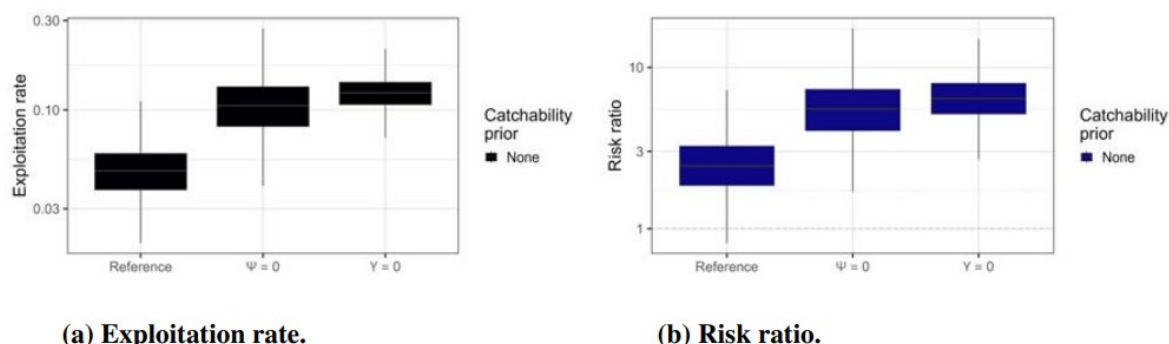 0.30
0.10
0.03
Exploitation rate
Reference
Ψ = 0
Υ = 0
Catchability
prior
None
(a) Exploitation rate.
10
3
1
Risk ratio
Reference
Ψ = 0
Υ = 0
Catchability
prior
None
(b) Risk ratio.